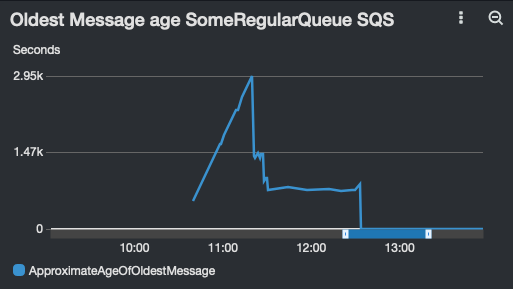 Oldest Message age SomeRegularQueue SQS
Seconds
2.95k
1.47k
0
10:00
11:00
12:00
13:00
ApproximateAgeOfOldestMessage